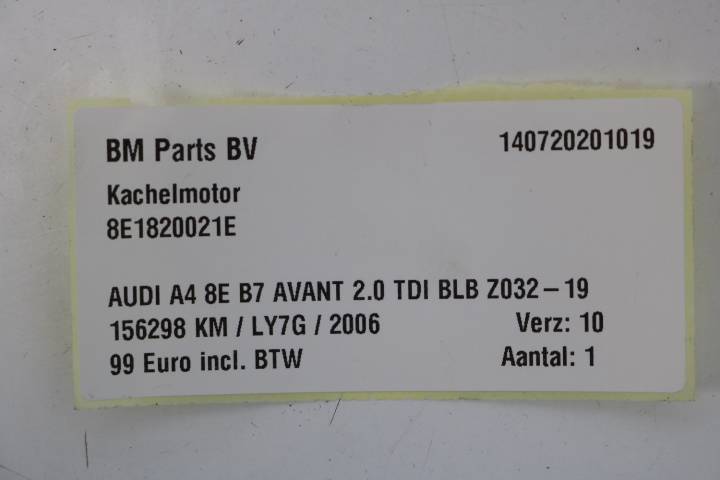 BM Parts BV 140720201019
Kachelmotor
8E1820021E
AUDI A4 8E B7 AVANT 2.0 TDI BLB Z032-19
156298 KM / LY7G / 2006 Verz: 10
99 Euro incl. BTW Aantal: 1